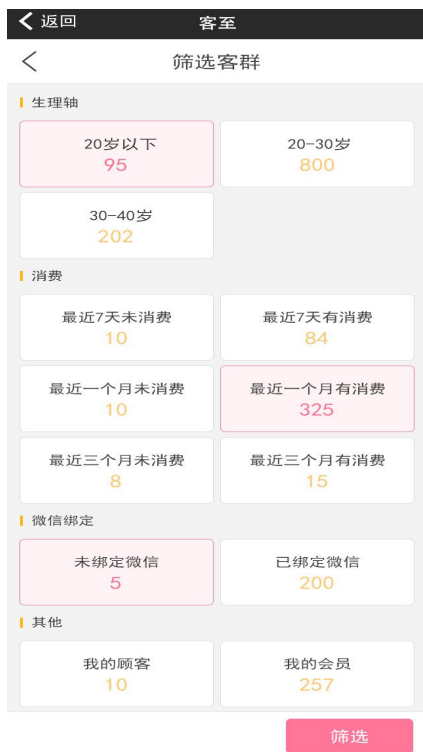 返回 客至
筛选客群
生理轴
20岁以下 20-30岁
95 800
30-40岁
202
消费
最近7天未消费 最近7天有消费
10 84
最近一个月未消费 最近一个月有消费
10 325
最近三个月未消费 最近三个月有消费
8 15
微信绑定
未绑定微信 已绑定微信
5 200
其他
我的顾客 我的会员
10 257
筛选